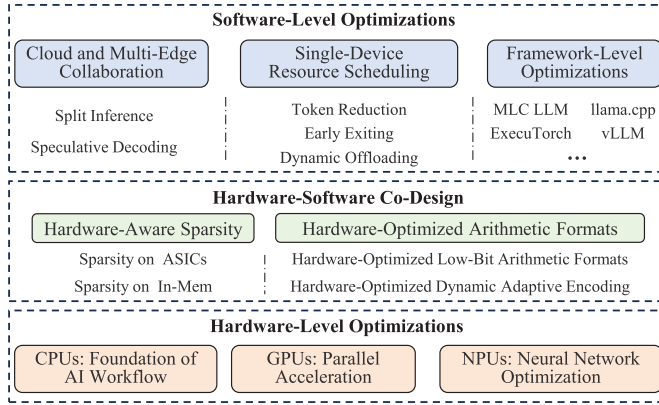 Software-Level Optimizations
Cloud and Multi-Edge
Collaboration
Split Inference
Speculative Decoding
Single-Device
Resource Scheduling
Token Reduction
Early Exiting
Dynamic Offloading
Framework-Level
Optimizations
MLC LLM llama.cpp
ExecuTorch vLLM
...
Hardware-Software Co-Design
Hardware-Aware Sparsity
Sparsity on ASICs
Sparsity on In-Mem
Hardware-Optimized Arithmetic Formats
Hardware-Optimized Low-Bit Arithmetic Formats
Hardware-Optimized Dynamic Adaptive Encoding
Hardware-Level Optimizations
CPUs: Foundation of
AI Workflow
GPUs: Parallel
Acceleration
NPUs: Neural Network
Optimization